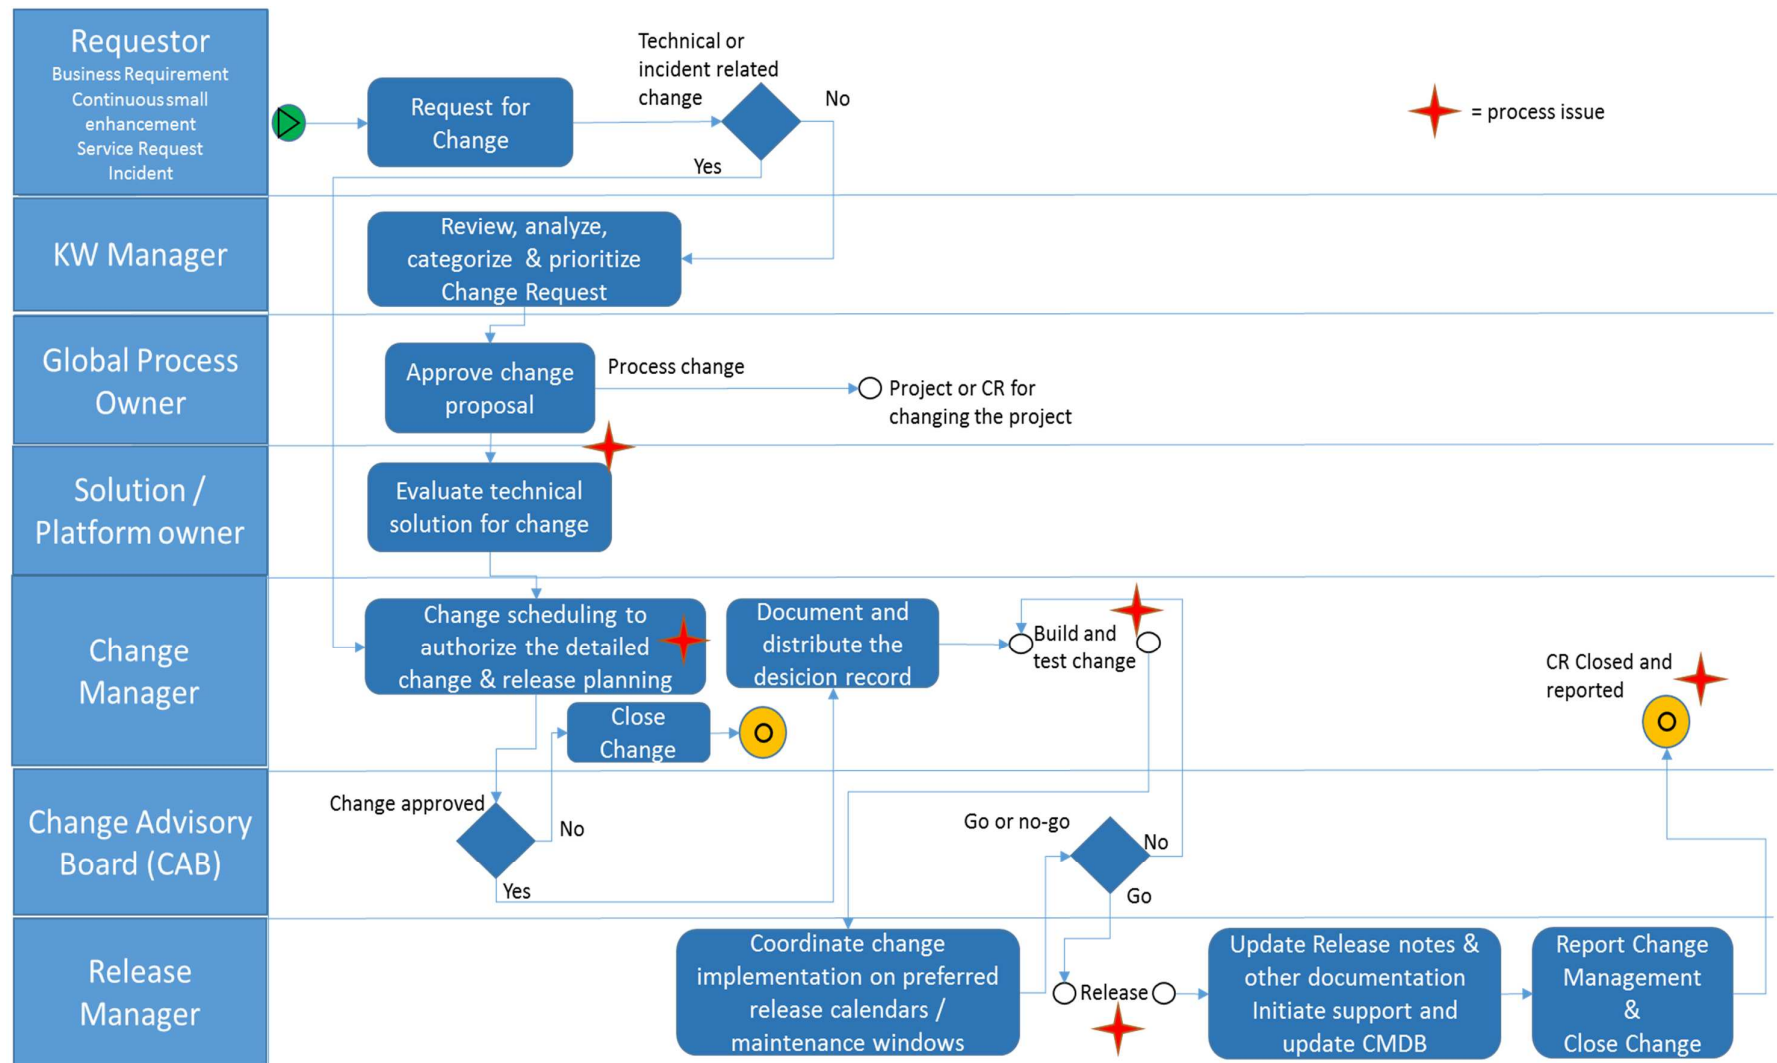 Requestor
Business Requirement
Continuous small
enhancement
Service Request
Incident
Request for
Change
Technical or
incident related
change
No
Yes
= process issue
KW Manager
Review, analyze,
categorize & prioritize
Change Request
Global Process
Owner
Approve change
proposal
Process change
Project or CR for
changing the project
Solution /
Platform owner
Evaluate technical
solution for change
Change
Manager
Change scheduling to
authorize the detailed
change & release planning
Document and
distribute the
desicion record
Build and
test change
Close
Change
CR Closed and
reported
Change Advisory
Board (CAB)
Change approved
No
Yes
Go or no-go
No
Go
Release
Manager
Coordinate change
implementation on preferred
release calendars /
maintenance windows
Release
Update Release notes &
other documentation
Initiate support and
update CMDB
Report Change
Management
&
Close Change